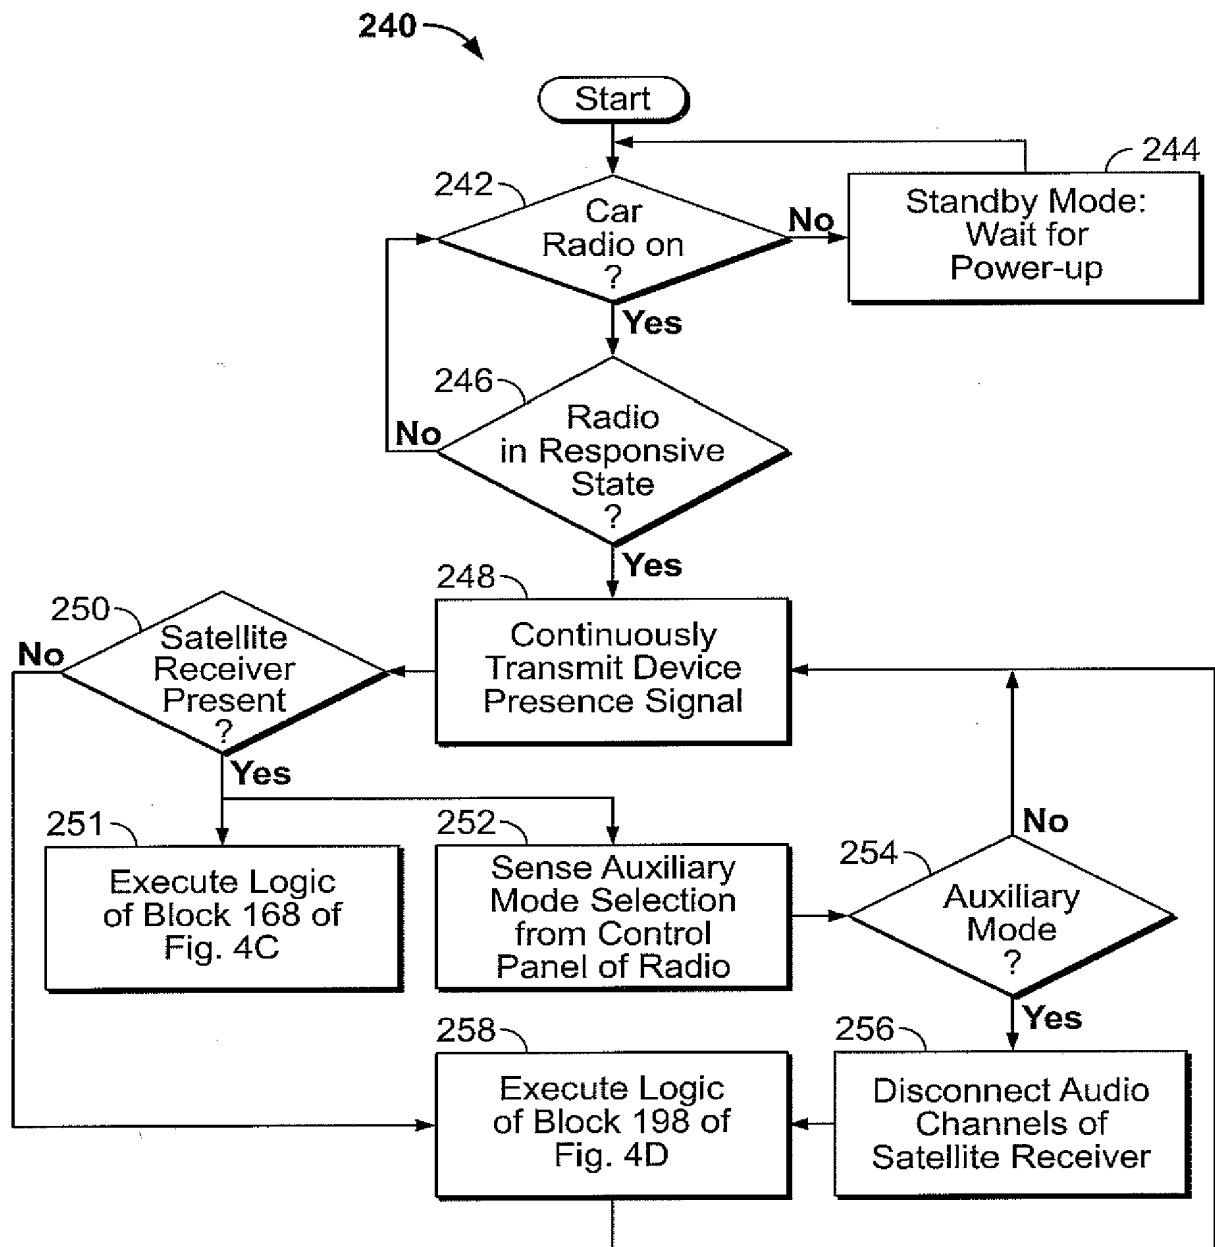 240
Start
242
Car
Radio on
?
No
244
Standby Mode:
Wait for
Power-up
Yes
246
Radio
in Responsive
State
?
No
Yes
248
Continuously
Transmit Device
Presence Signal
250
Satellite
Receiver
Present
?
No
Yes
251
Execute Logic
of Block 168 of
Fig. 4C
252
Sense Auxiliary
Mode Selection
from Control
Panel of Radio
254
Auxiliary
Mode
?
No
Yes
256
Disconnect Audio
Channels of
Satellite Receiver
258
Execute Logic
of Block 198 of
Fig. 4D